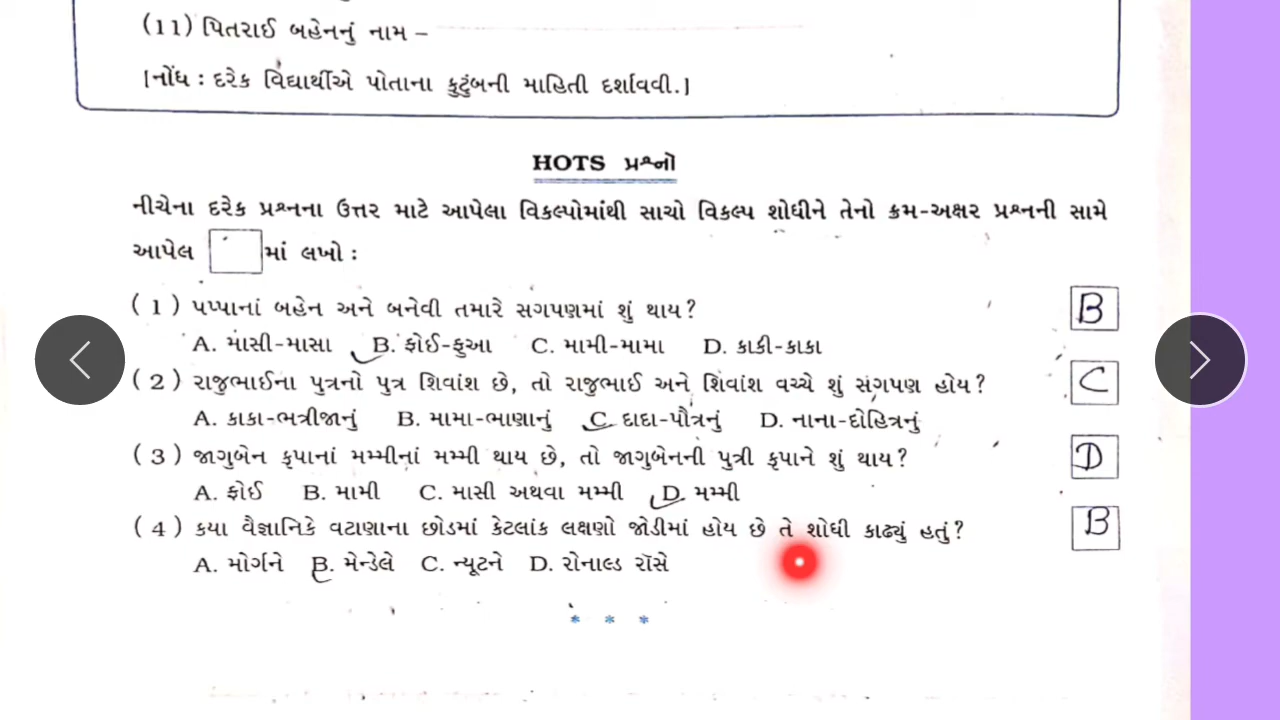 (11) પિતરાઈ બહેનનું નામ –
[નોંધ : દરેક વિદ્યાર્થીએ પોતાના કુટુંબની માહિતી દર્શાવવી.]
HOTS પ્રશ્નો
નીચેના દરેક પ્રશ્નના ઉત્તર માટે આપેલા વિકલ્પોમાંથી સાચો વિકલ્પ શોધીને તેનો ક્રમ-અક્ષર પ્રશ્નની સામે
આપેલ માં લખો :
(1) પપ્પાનાં બહેન અને બનેવી તમારે સગપણમાં શું થાય? B
A. માસી-માસા B. ફોઈ-ફુઆ C. મામી-મામા D. કાકી-કાકા
(2) રાજુભાઈના પુત્રનો પુત્ર શિવાંશ છે, તો રાજુભાઈ અને શિવાંશ વચ્ચે શું સગપણ હોય? C
A. કાકા-ભત્રીજાનું B. મામા-ભાણાનું C. દાદા-પૌત્રનું D. નાના-દોહિત્રનું
(3) જાગુબેન કૃપાનાં મમ્મીનાં મમ્મી થાય છે, તો જાગુબેનની પુત્રી કૃપાને શું થાય? D
A. ફોઈ B. મામી C. માસી અથવા મમ્મી D. મમ્મી
(4) કયા વૈજ્ઞાનિકે વટાણાના છોડમાં કેટલાંક લક્ષણો જોડીમાં હોય છે તે શોધી કાઢ્યું હતું? B
A. મોર્ગને B. મેન્ડેલે C. ન્યૂટને D. રોનાલ્ડ રૉસે
* * *